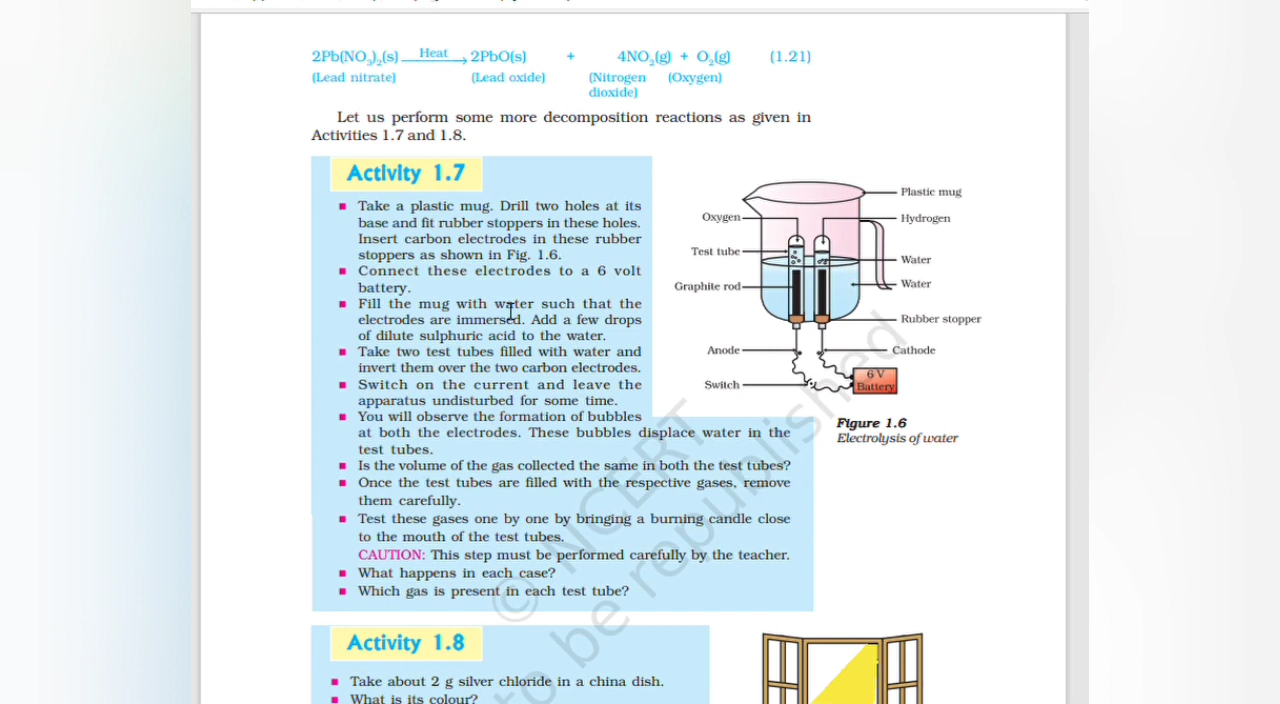 2Pb(NO₃)₂(s) Heat→ 2PbO(s) + 4NO₂(g) + O₂(g) (1.21)
(Lead nitrate) (Lead oxide) (Nitrogen (Oxygen)
dioxide)
Let us perform some more decomposition reactions as given in
Activities 1.7 and 1.8.
Activity 1.7
Take a plastic mug. Drill two holes at its
base and fit rubber stoppers in these holes.
Insert carbon electrodes in these rubber
stoppers as shown in Fig. 1.6.
Connect these electrodes to a 6 volt
battery.
Fill the mug with water such that the
electrodes are immersed. Add a few drops
of dilute sulphuric acid to the water.
Take two test tubes filled with water and
invert them over the two carbon electrodes.
Switch on the current and leave the
apparatus undisturbed for some time.
You will observe the formation of bubbles
at both the electrodes. These bubbles displace water in the
test tubes.
Is the volume of the gas collected the same in both the test tubes?
Once the test tubes are filled with the respective gases, remove
them carefully.
Test these gases one by one by bringing a burning candle close
to the mouth of the test tubes.
CAUTION: This step must be performed carefully by the teacher.
What happens in each case?
Which gas is present in each test tube?
Plastic mug
Oxygen
Hydrogen
Test tube
Water
Graphite rod
Water
Rubber stopper
Anode
Cathode
Switch
6 V
Battery
Figure 1.6
Electrolysis of water
© NCERT
to be republished
Activity 1.8
Take about 2 g silver chloride in a china dish.
What is its colour?